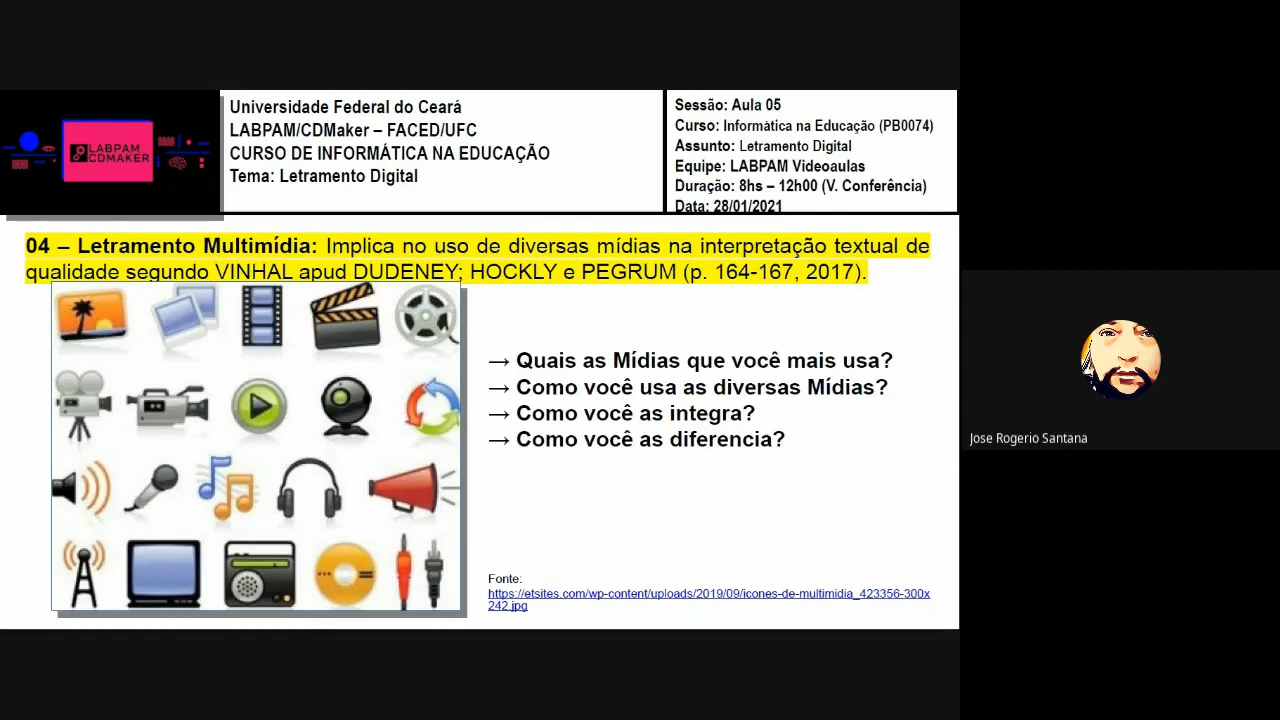 LABPAM
CDMAKER
Universidade Federal do Ceará
LABPAM/CDMaker – FACED/UFC
CURSO DE INFORMÁTICA NA EDUCAÇÃO
Tema: Letramento Digital
Sessão: Aula 05
Curso: Informática na Educação (PB0074)
Assunto: Letramento Digital
Equipe: LABPAM Videoaulas
Duração: 8hs – 12h00 (V. Conferência)
Data: 28/01/2021
04 – Letramento Multimídia: Implica no uso de diversas mídias na interpretação textual de
qualidade segundo VINHAL apud DUDENEY; HOCKLY e PEGRUM (p. 164-167, 2017).
→ Quais as Mídias que você mais usa?
→ Como você usa as diversas Mídias?
→ Como você as integra?
→ Como você as diferencia?
Fonte:
https://etsites.com/wp-content/uploads/2019/09/icones-de-multimidia_423356-300x
242.jpg
Jose Rogerio Santana